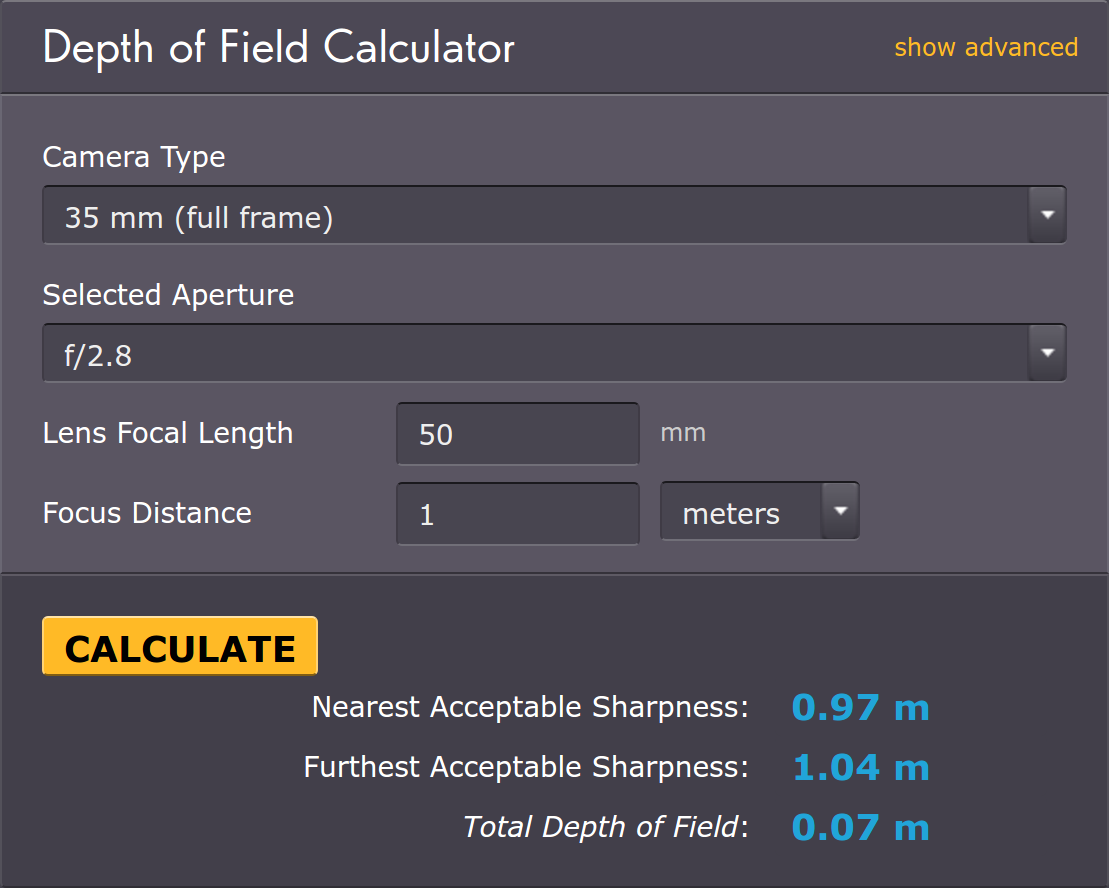 Depth of Field Calculator show advanced
Camera Type
35 mm (full frame)
Selected Aperture
f/2.8
Lens Focal Length 50 mm
Focus Distance 1 meters
CALCULATE
Nearest Acceptable Sharpness: 0.97 m
Furthest Acceptable Sharpness: 1.04 m
Total Depth of Field: 0.07 m